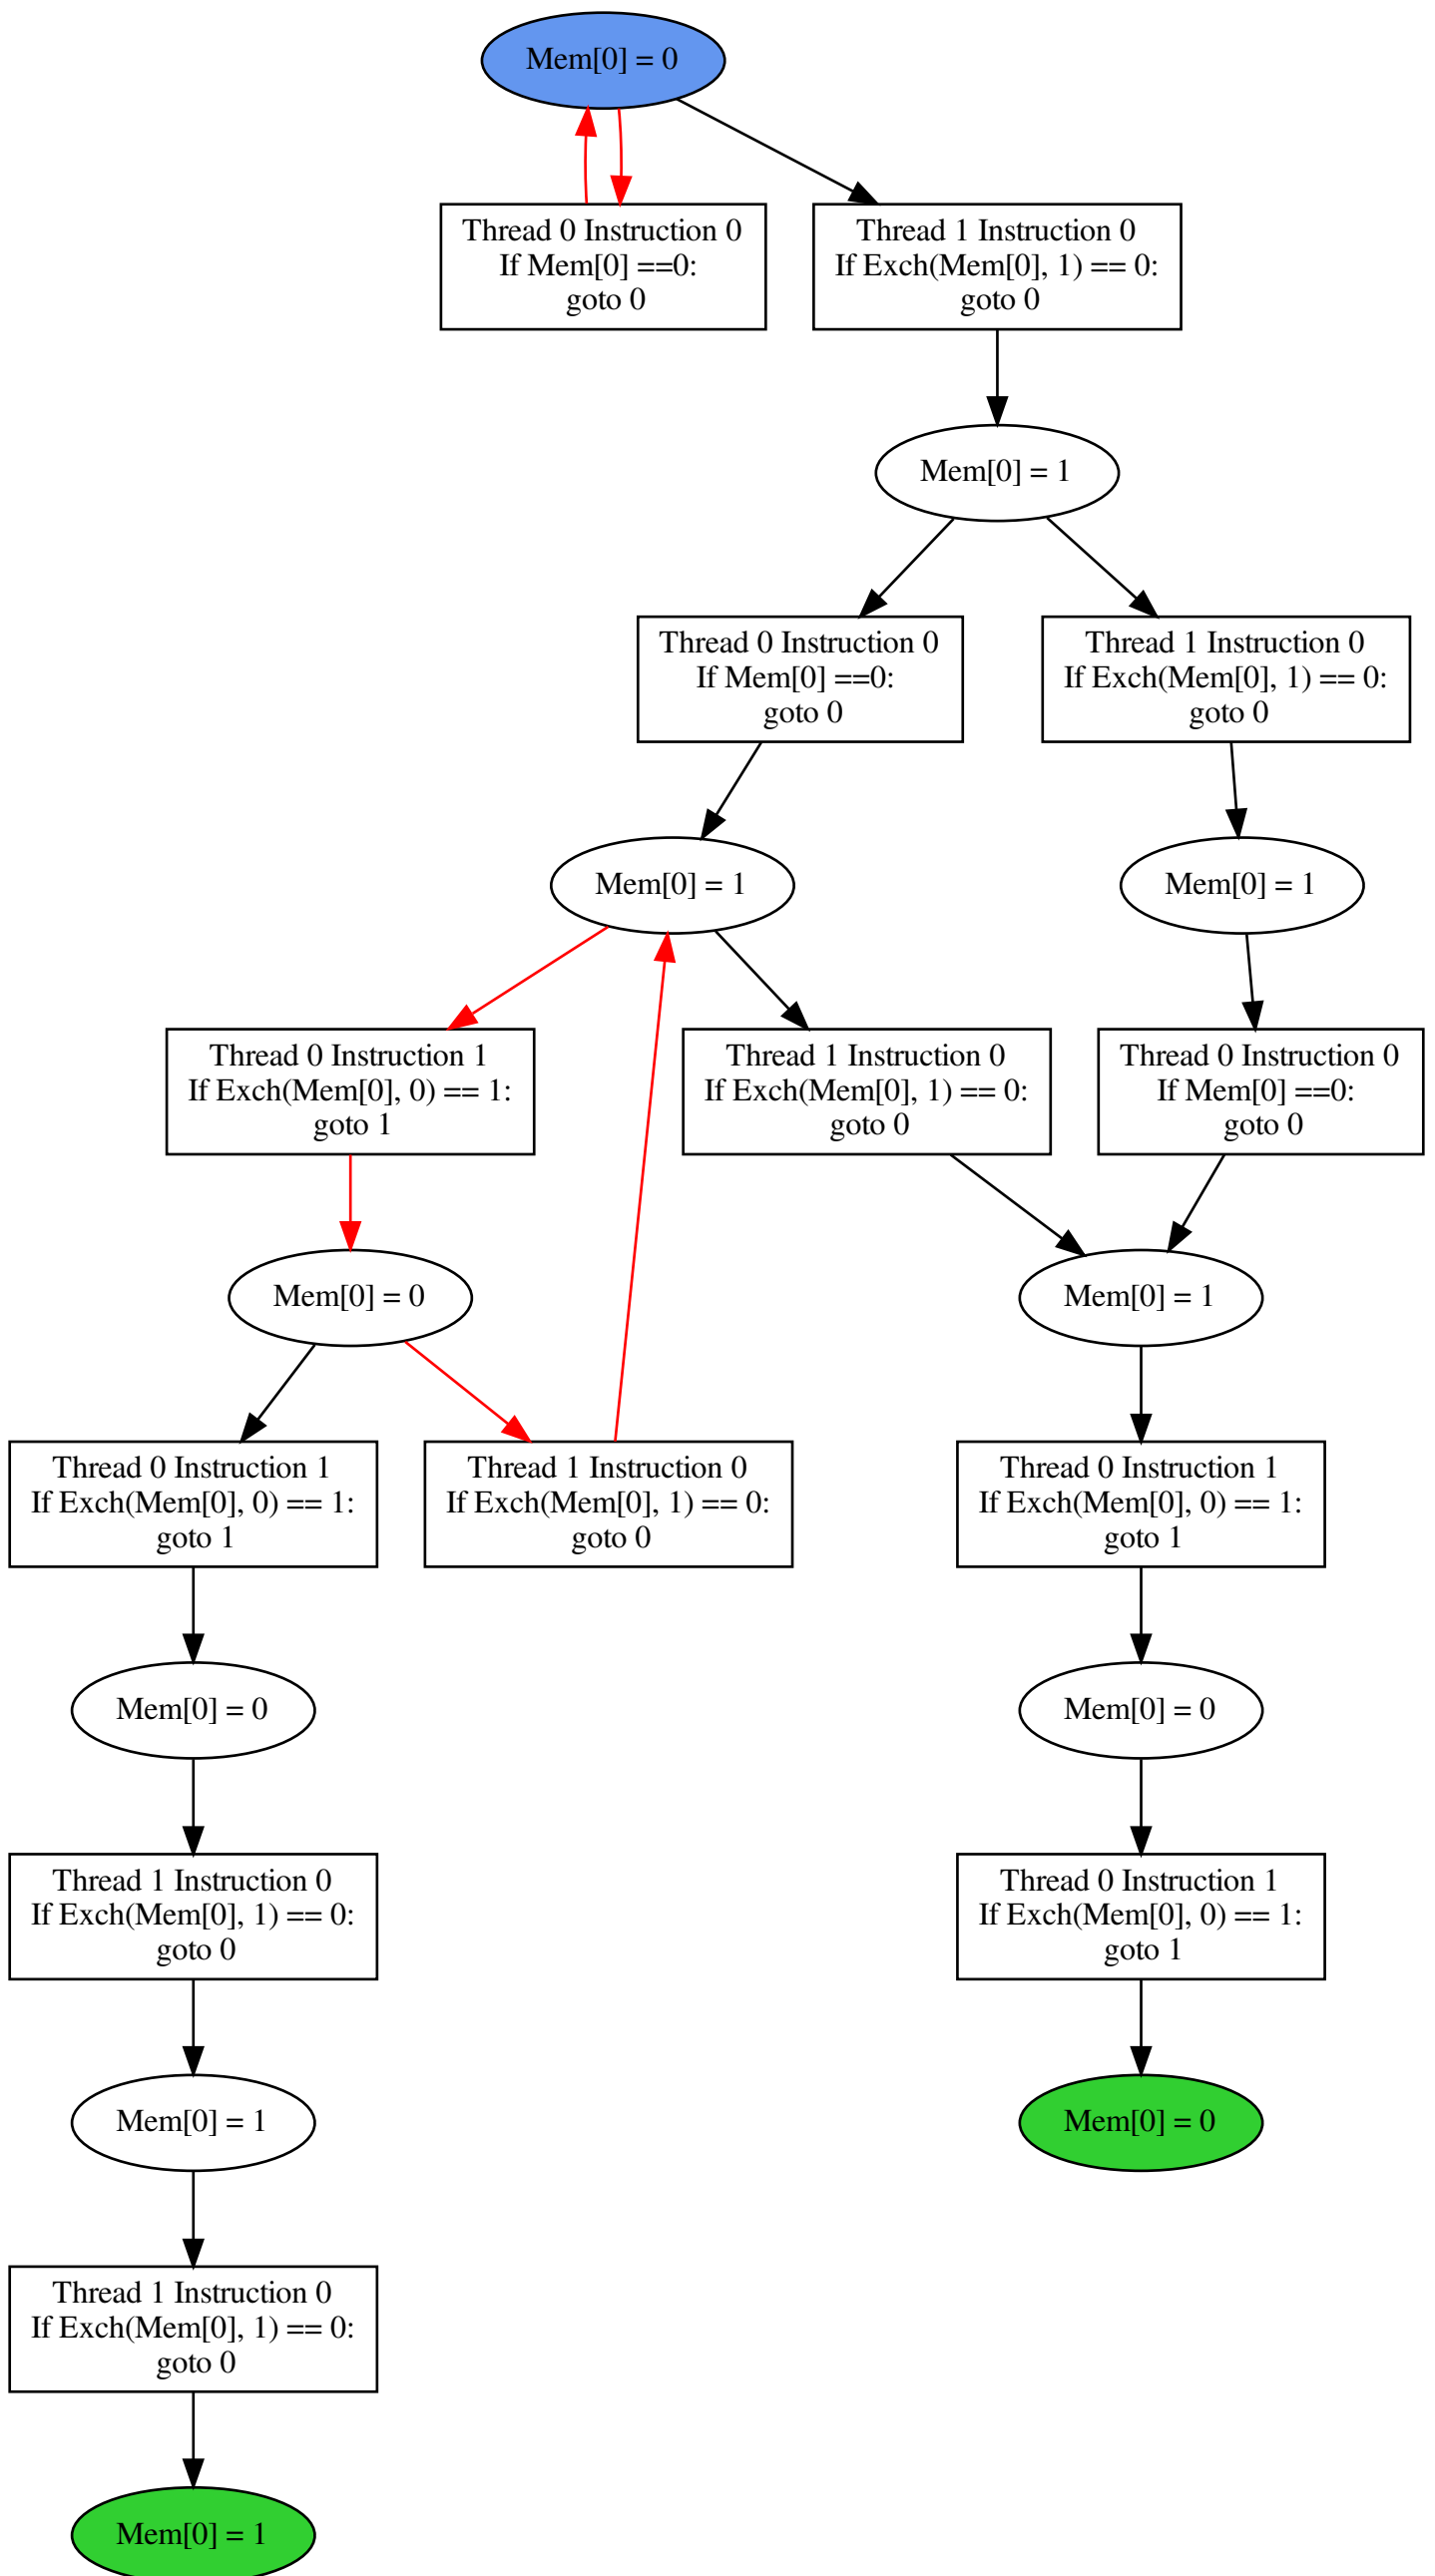 Mem[0] = 0
Thread 0 Instruction 0
If Mem[0] ==0:
goto 0
Thread 1 Instruction 0
If Exch(Mem[0], 1) == 0:
goto 0
Mem[0] = 1
Thread 0 Instruction 0
If Mem[0] ==0:
goto 0
Thread 1 Instruction 0
If Exch(Mem[0], 1) == 0:
goto 0
Mem[0] = 1
Mem[0] = 1
Thread 0 Instruction 1
If Exch(Mem[0], 0) == 1:
goto 1
Thread 1 Instruction 0
If Exch(Mem[0], 1) == 0:
goto 0
Thread 0 Instruction 0
If Mem[0] ==0:
goto 0
Mem[0] = 0
Mem[0] = 1
Thread 0 Instruction 1
If Exch(Mem[0], 0) == 1:
goto 1
Thread 1 Instruction 0
If Exch(Mem[0], 1) == 0:
goto 0
Thread 0 Instruction 1
If Exch(Mem[0], 0) == 1:
goto 1
Mem[0] = 0
Mem[0] = 0
Thread 1 Instruction 0
If Exch(Mem[0], 1) == 0:
goto 0
Thread 0 Instruction 1
If Exch(Mem[0], 0) == 1:
goto 1
Mem[0] = 1
Mem[0] = 0
Thread 1 Instruction 0
If Exch(Mem[0], 1) == 0:
goto 0
Mem[0] = 1